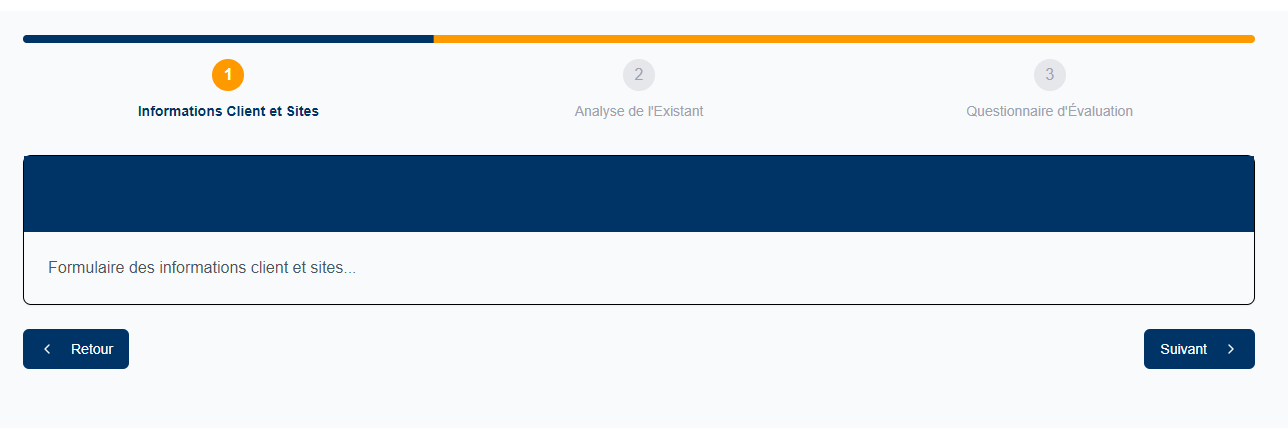 1
2
3
Informations Client et Sites
Analyse de l'Existant
Questionnaire d'Évaluation
Formulaire des informations client et sites...
Retour
Suivant